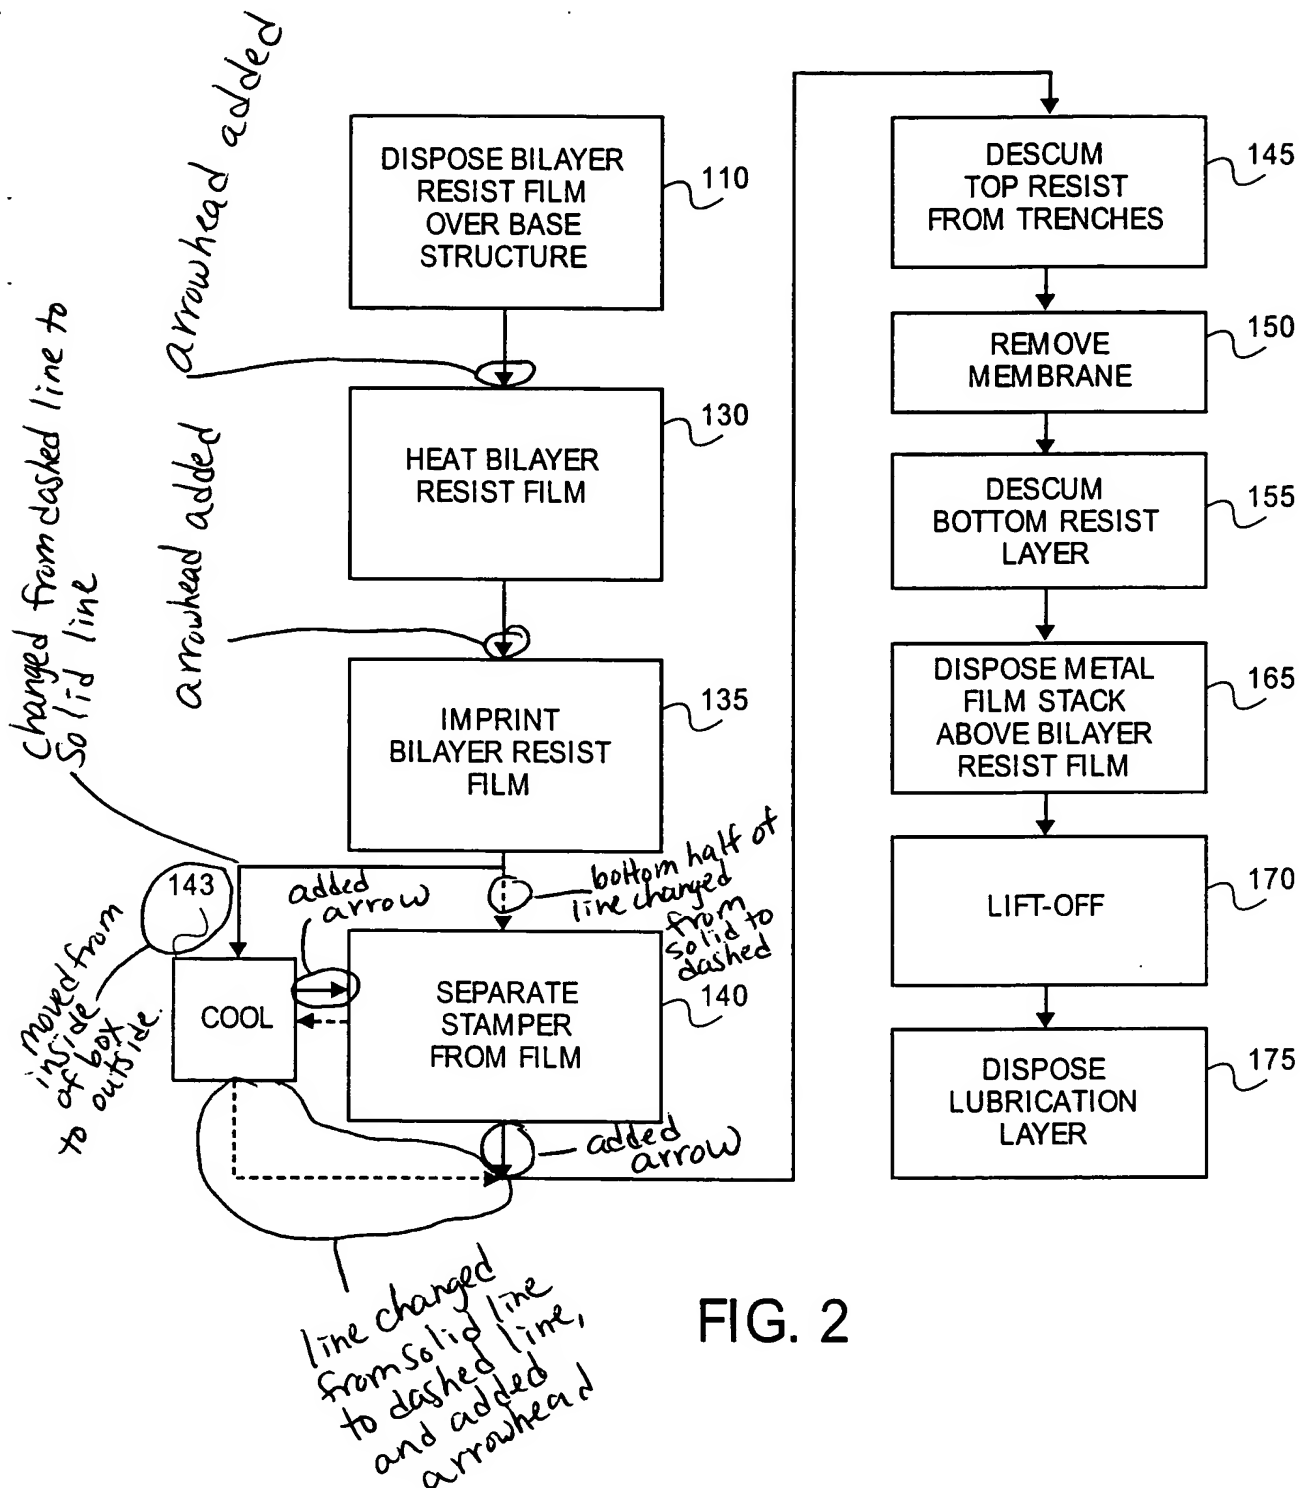 arrowhead added
DISPOSE BILAYER
RESIST FILM
OVER BASE
STRUCTURE
110
changed from dashed line to
solid line
arrowhead added
HEAT BILAYER
RESIST FILM
130
IMPRINT
BILAYER RESIST
FILM
135
143
moved from
inside
of box
to outside.
added
arrow
bottom half of
line changed
from
solid to
dashed
COOL
SEPARATE
STAMPER
FROM FILM
140
added
arrow
line changed
from solid line
to dashed line,
and added
arrowhead
DESCUM
TOP RESIST
FROM TRENCHES
145
REMOVE
MEMBRANE
150
DESCUM
BOTTOM RESIST
LAYER
155
DISPOSE METAL
FILM STACK
ABOVE BILAYER
RESIST FILM
165
LIFT-OFF
170
DISPOSE
LUBRICATION
LAYER
175
FIG. 2